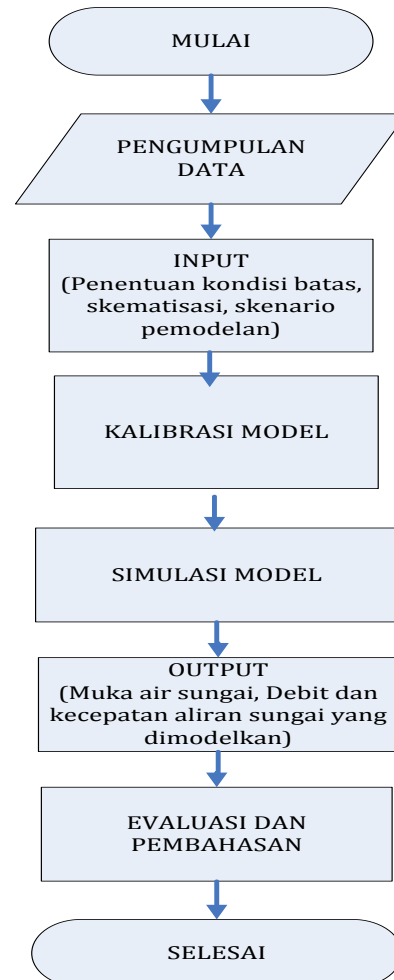 MULAI
PENGUMPULAN
DATA
INPUT
(Penentuan kondisi batas,
skematisasi, skenario
pemodelan)
KALIBRASI MODEL
SIMULASI MODEL
OUTPUT
(Muka air sungai, Debit dan
kecepatan aliran sungai yang
dimodelkan)
EVALUASI DAN
PEMBAHASAN
SELESAI